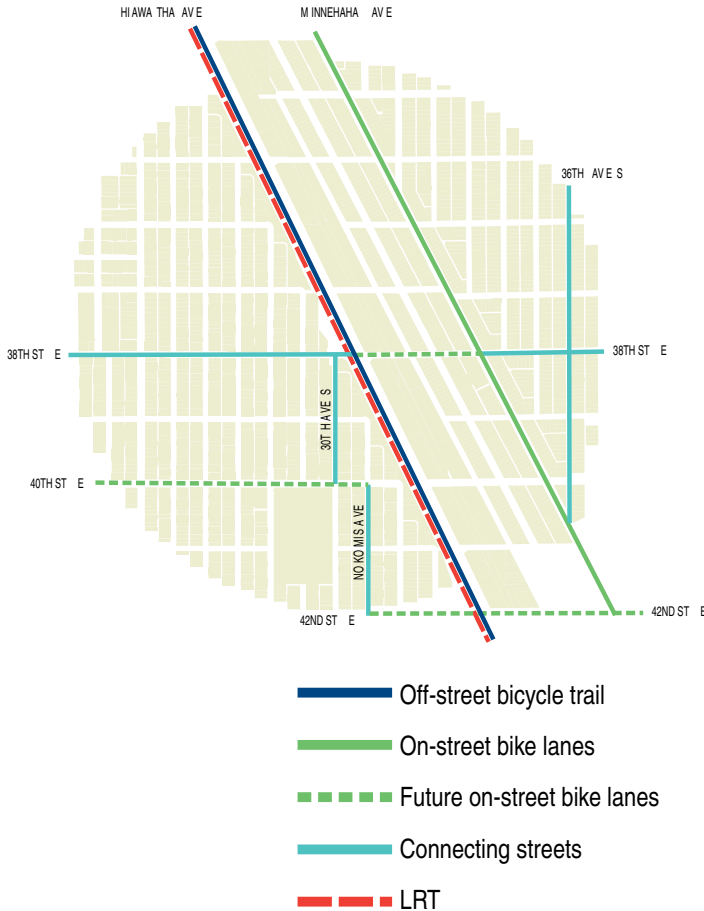 HIAWATHA AVE
MINNEHAHA AVE
36TH AVE S
38TH ST E
38TH ST E
30TH AVE S
40TH ST E
NOKOMIS AVE
42ND ST E
42ND ST E
Off-street bicycle trail
On-street bike lanes
Future on-street bike lanes
Connecting streets
LRT